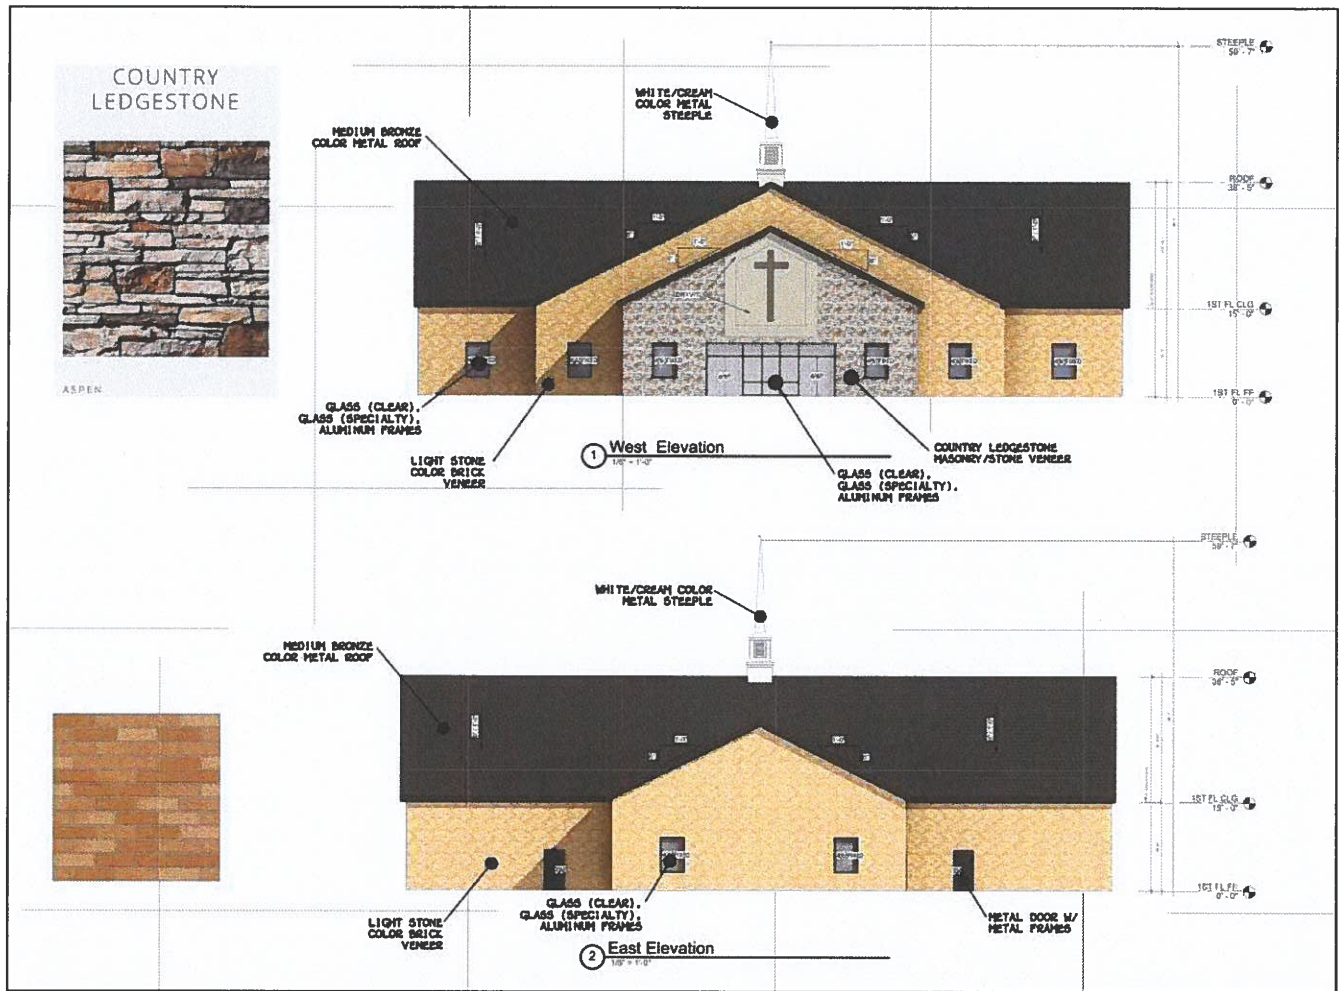 COUNTRY
LEDGESTONE
ASPEN
MEDIUM BRONZE
COLOR METAL ROOF
WHITE/CREAM
COLOR METAL
STEEPLE
STEEPLE
59' - 7"
ROOF
38' - 5"
1ST FL CLG
15' - 0"
1ST FL FF
0' - 0"
GLASS (CLEAR),
GLASS (SPECIALTY),
ALUMINUM FRAMES
LIGHT STONE
COLOR BRICK
VENEER
1 West Elevation
1/8" = 1'-0"
GLASS (CLEAR),
GLASS (SPECIALTY),
ALUMINUM FRAMES
COUNTRY LEDGESTONE
MASONRY/STONE VENEER
WHITE/CREAM COLOR
METAL STEEPLE
MEDIUM BRONZE
COLOR METAL ROOF
STEEPLE
59' - 7"
ROOF
38' - 5"
1ST FL CLG
15' - 0"
1ST FL FF
0' - 0"
LIGHT STONE
COLOR BRICK
VENEER
GLASS (CLEAR),
GLASS (SPECIALTY),
ALUMINUM FRAMES
METAL DOOR W/
METAL FRAMES
2 East Elevation
1/8" = 1'-0"